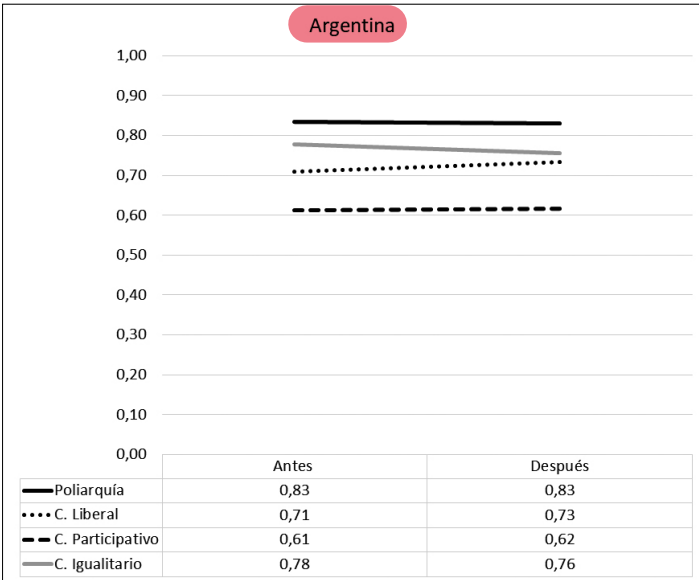 Argentina
1,00
0,90
0,80
0,70
0,60
0,50
0,40
0,30
0,20
0,10
0,00
Antes Después
Poliarquía 0,83 0,83
C. Liberal 0,71 0,73
C. Participativo 0,61 0,62
C. Igualitario 0,78 0,76